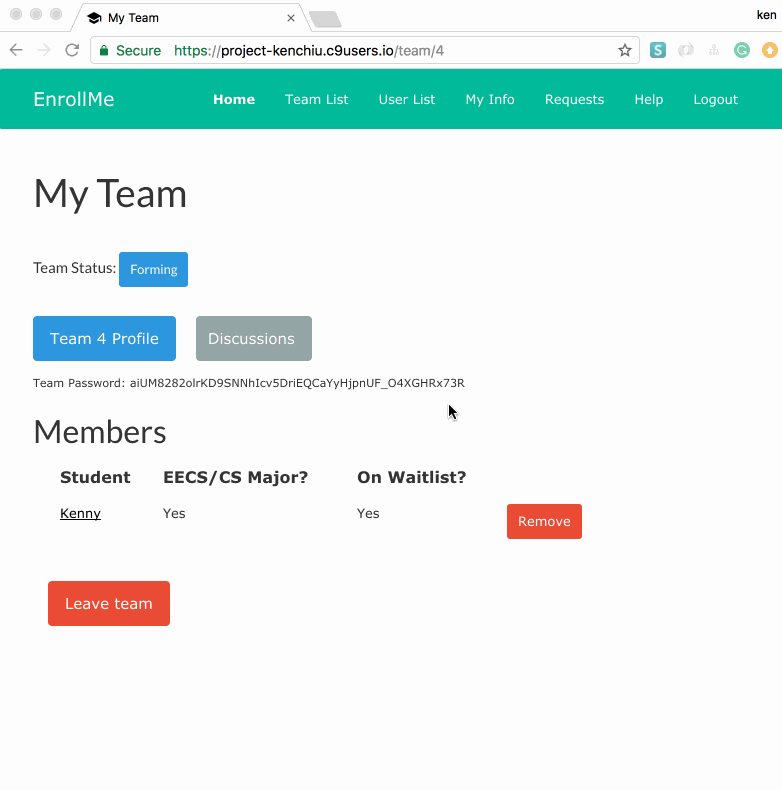 My Team
ken
Secure https://project-kenchiu.c9users.io/team/4
EnrollMe Home Team List User List My Info Requests Help Logout
My Team
Team Status: Forming
Team 4 Profile Discussions
Team Password: aiUM8282olrKD9SNNhIcv5DriEQCaYyHjpnUF_O4XGHRx73R
Members
Student EECS/CS Major? On Waitlist?
Kenny Yes Yes Remove
Leave team